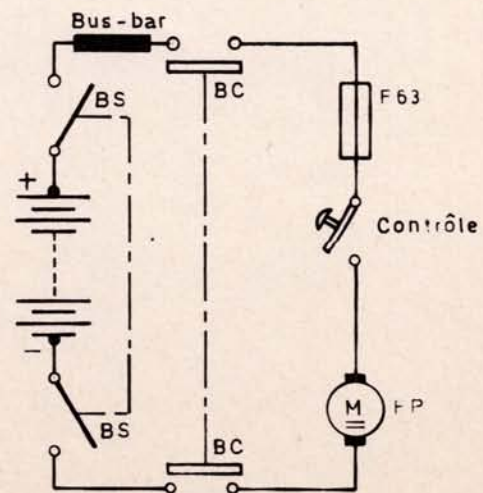 Bus-bar
BS
BC
F63
+
Contrôle
-
M
FP
BS
BC